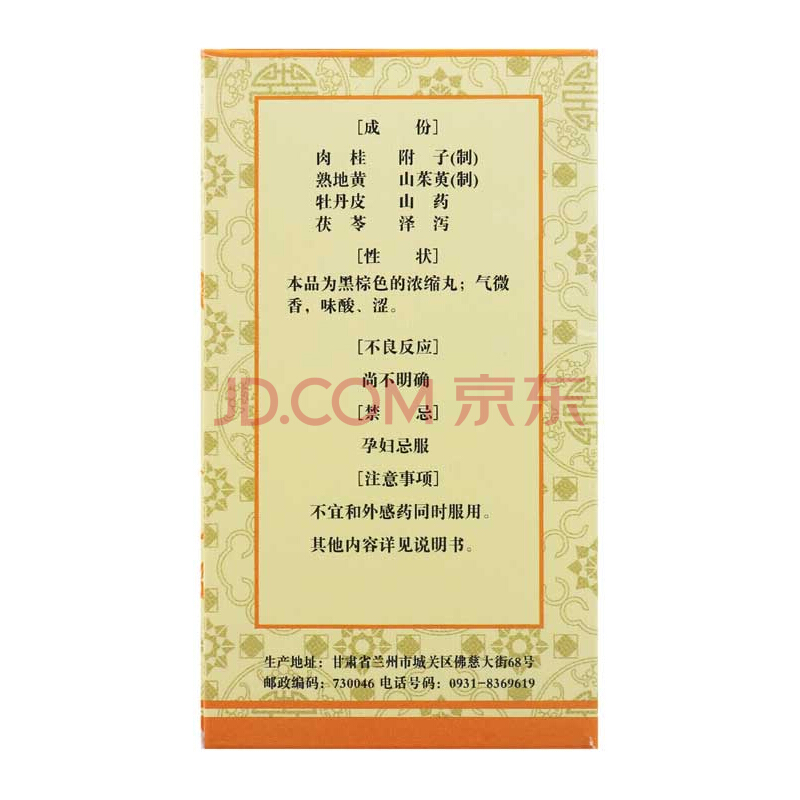 [成 份]
肉 桂 附 子(制)
熟地黄 山茱萸(制)
牡丹皮 山 药
茯 苓 泽 泻
[性 状]
本品为黑棕色的浓缩丸；气微
香，味酸、涩。
[不良反应]
尚不明确
JD.COM 京东
[禁 忌]
孕妇忌服
[注意事项]
不宜和外感药同时服用。
其他内容详见说明书。
生产地址：甘肃省兰州市城关区佛慈大街68号
邮政编码：730046 电话号码：0931-8369619